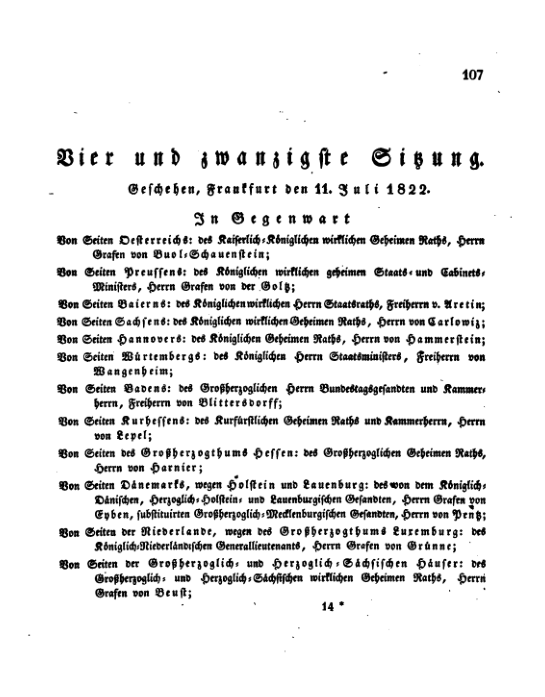 107
Vier und zwanzigste Sitzung.
Geschehen, Frankfurt den 11. Juli 1822.
In Gegenwart
Von Seiten Oesterreichs: des Kaiserlich-Königlichen wirklichen Geheimen Raths, Herrn
Grafen von Buol-Schauenstein;
Von Seiten Preussens: des Königlichen wirklichen geheimen Staats- und Cabinets-
Ministers, Herrn Grafen von der Goltz;
Von Seiten Baierns: des Königlichen wirklichen Herrn Staatsraths, Freiherrn v. Aretin;
Von Seiten Sachsens: des Königlichen wirklichen Geheimen Raths, Herrn von Carlowiz;
Von Seiten Hannovers: des Königlichen Geheimen Raths, Herrn von Hammerstein;
Von Seiten Würtembergs: des Königlichen Herrn Staatsministers, Freiherrn von
Wangenheim;
Von Seiten Badens: des Großherzoglichen Herrn Bundestagsgesandten und Kammer-
herrn, Freiherrn von Blittersdorff;
Von Seiten Kurhessens: des Kurfürstlichen Geheimen Raths und Kammerherrn, Herrn
von Lepel;
Von Seiten des Großherzogthums Hessen: des Großherzoglichen Geheimen Raths,
Herrn von Harnier;
Von Seiten Dänemarks, wegen Holstein und Lauenburg: des von dem Königlich-
Dänischen, Herzoglich-Holstein- und Lauenburgischen Gesandten, Herrn Grafen von
Eyben, substituirten Großherzoglich-Mecklenburgischen Gesandten, Herrn von Pentz;
Von Seiten der Niederlande, wegen des Großherzogthums Luxemburg: des
Königlich-Niederländischen Generallieutenants, Herrn Grafen von Grünne;
Von Seiten der Großherzoglich- und Herzoglich-Sächsischen Häuser: des
Großherzoglich- und Herzoglich-Sächsischen wirklichen Geheimen Raths, Herrn
Grafen von Beust;
14 *